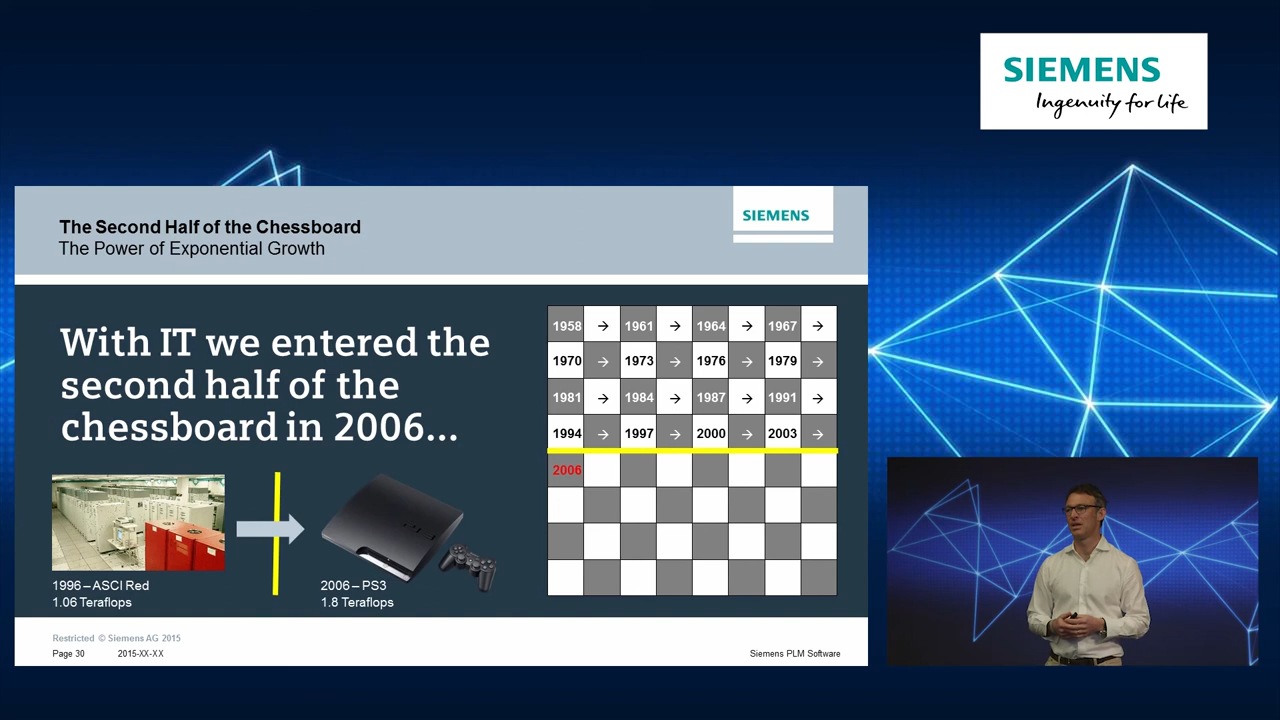 SIEMENS
Ingenuity for life
The Second Half of the Chessboard
The Power of Exponential Growth
SIEMENS
With IT we entered the
second half of the
chessboard in 2006...
1958 → 1961 → 1964 → 1967 →
1970 → 1973 → 1976 → 1979 →
1981 → 1984 → 1987 → 1991 →
1994 → 1997 → 2000 → 2003 →
2006
1996 – ASCI Red
1.06 Teraflops
2006 – PS3
1.8 Teraflops
Restricted © Siemens AG 2015
Page 30 2015-XX-XX
Siemens PLM Software